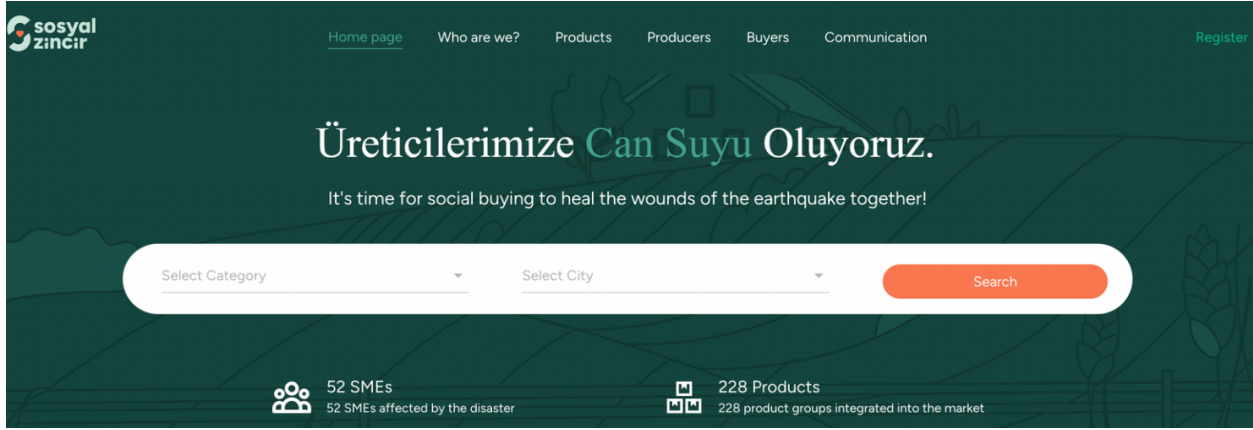 sosyal
zincir
Home page Who are we? Products Producers Buyers Communication Register
Üreticilerimize Can Suyu Oluyoruz.
It's time for social buying to heal the wounds of the earthquake together!
Select Category Select City Search
52 SMEs 228 Products
52 SMEs affected by the disaster 228 product groups integrated into the market